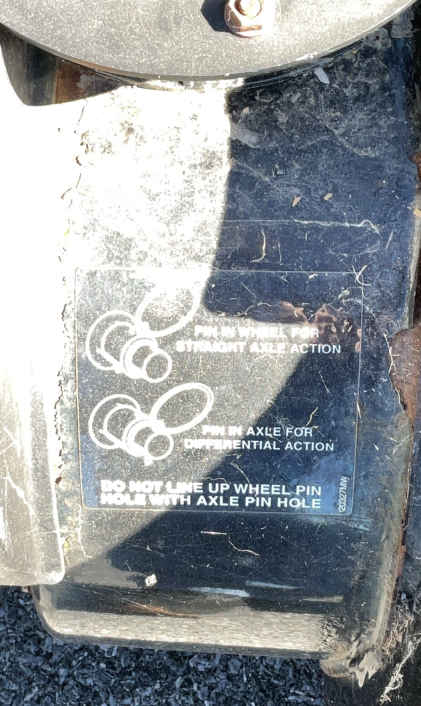 PIN IN WHEEL FOR
STRAIGHT AXLE ACTION
PIN IN AXLE FOR
DIFFERENTIAL ACTION
DO NOT LINE UP WHEEL PIN
HOLE WITH AXLE PIN HOLE
120327MW